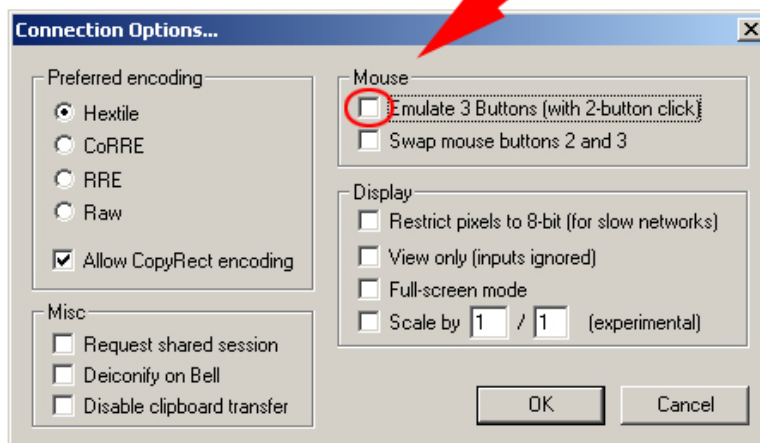 Connection Options...
Preferred encoding
Hextile
CoRRE
RRE
Raw
Allow CopyRect encoding
Misc
Request shared session
Deiconify on Bell
Disable clipboard transfer
Mouse
Emulate 3 Buttons (with 2-button click)
Swap mouse buttons 2 and 3
Display
Restrict pixels to 8-bit (for slow networks)
View only (inputs ignored)
Full-screen mode
Scale by 1 / 1 (experimental)
OK
Cancel